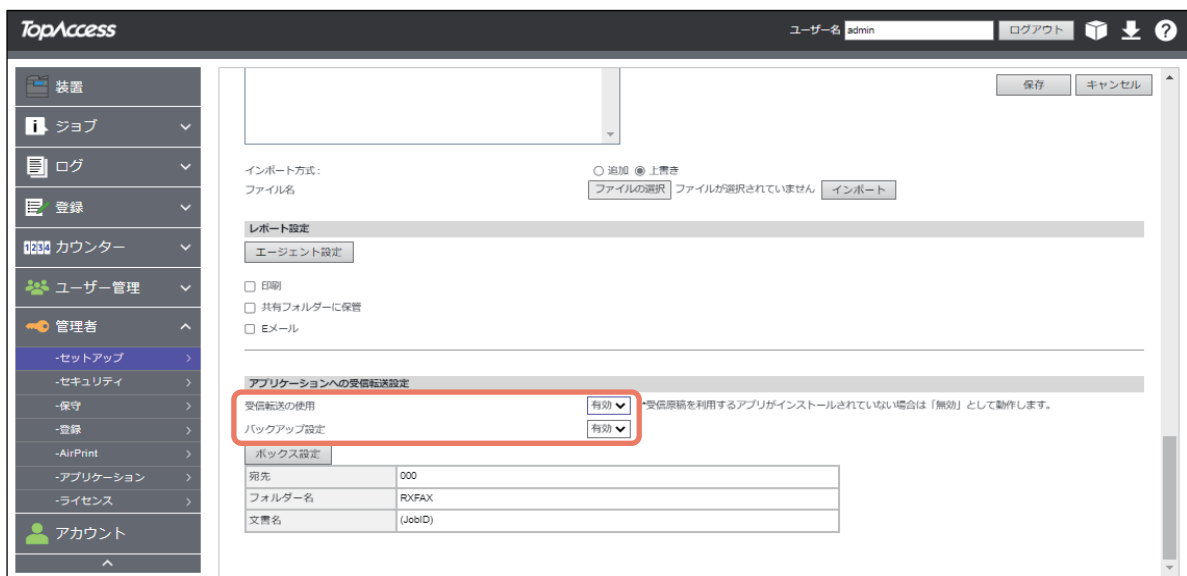 TopAccess
ユーザー名 admin ログアウト
装置
ジョブ
ログ
登録
1234 カウンター
ユーザー管理
管理者
-セットアップ
-セキュリティ
-保守
-登録
-AirPrint
-アプリケーション
-ライセンス
アカウント
保存 キャンセル
インポート方式: 追加 上書き
ファイル名 ファイルの選択 ファイルが選択されていません インポート
レポート設定
エージェント設定
印刷
共有フォルダーに保管
Eメール
アプリケーションへの受信転送設定
受信転送の使用 有効 *受信原稿を利用するアプリがインストールされていない場合は「無効」として動作します。
バックアップ設定 有効
ボックス設定
宛先 000
フォルダー名 RXFAX
文書名 (JobID)